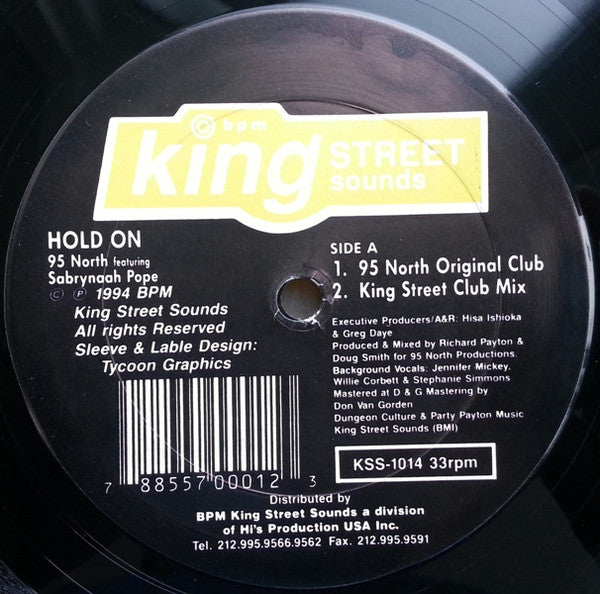 bpm
king STREET
sounds
HOLD ON
95 North featuring
Sabrynaah Pope
© ℗ 1994 BPM
King Street Sounds
All rights Reserved
Sleeve & Lable Design:
Tycoon Graphics
SIDE A
1. 95 North Original Club
2. King Street Club Mix
Executive Producers/A&R: Hisa Ishioka
& Greg Daye
Produced & Mixed by Richard Payton &
Doug Smith for 95 North Productions.
Background Vocals: Jennifer Mickey,
Willie Corbett & Stephanie Simmons
Mastered at D & G Mastering by
Don Van Gorden
Dungeon Culture & Party Payton Music
King Street Sounds (BMI)
KSS-1014 33rpm
7 88557 00012 3
Distributed by
BPM King Street Sounds a division
of Hi's Production USA Inc.
Tel. 212.995.9566.9562 Fax. 212.995.9591